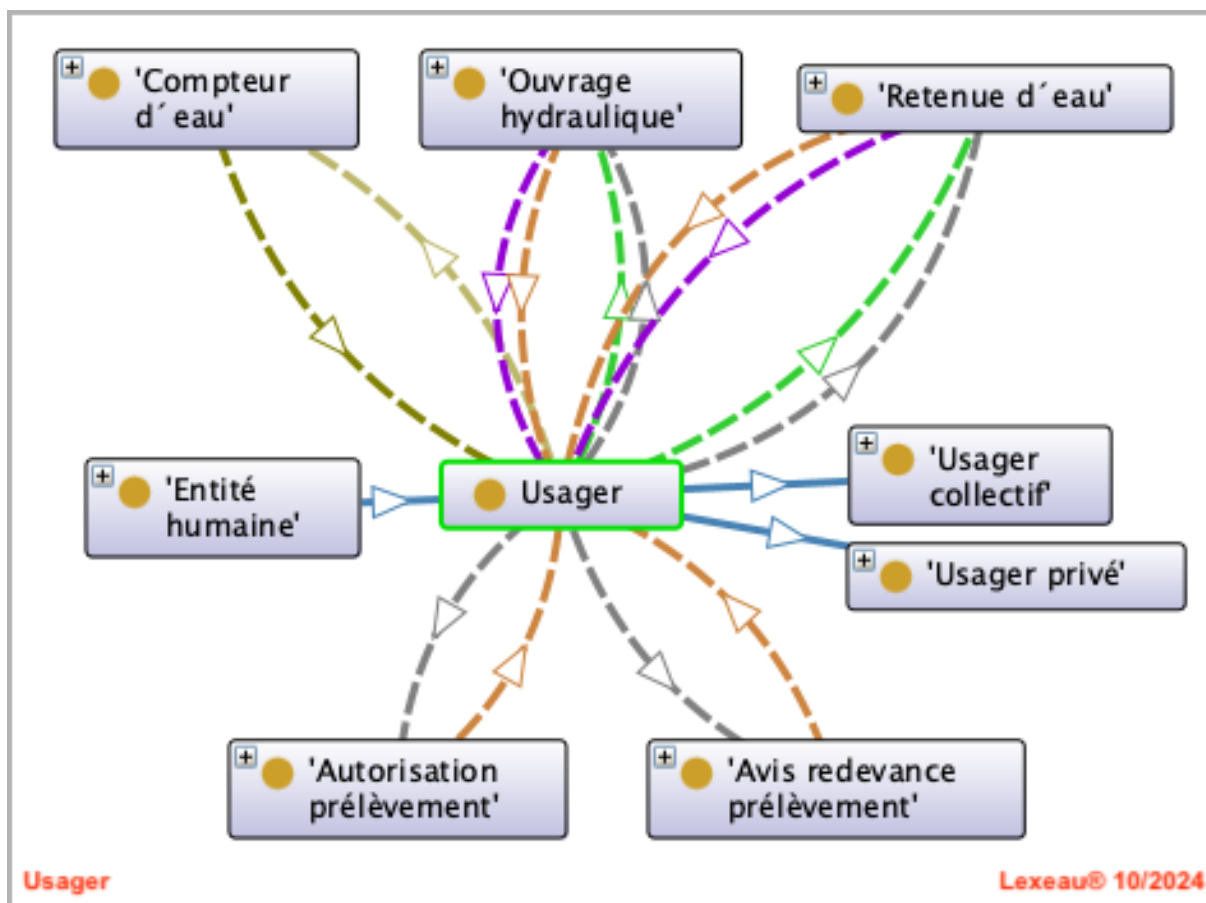 'Compteur
d´eau'
'Ouvrage
hydraulique'
'Retenue d´eau'
'Entité
humaine'
Usager
'Usager
collectif'
'Usager privé'
'Autorisation
prélèvement'
'Avis redevance
prélèvement'
Usager
Lexeau® 10/2024